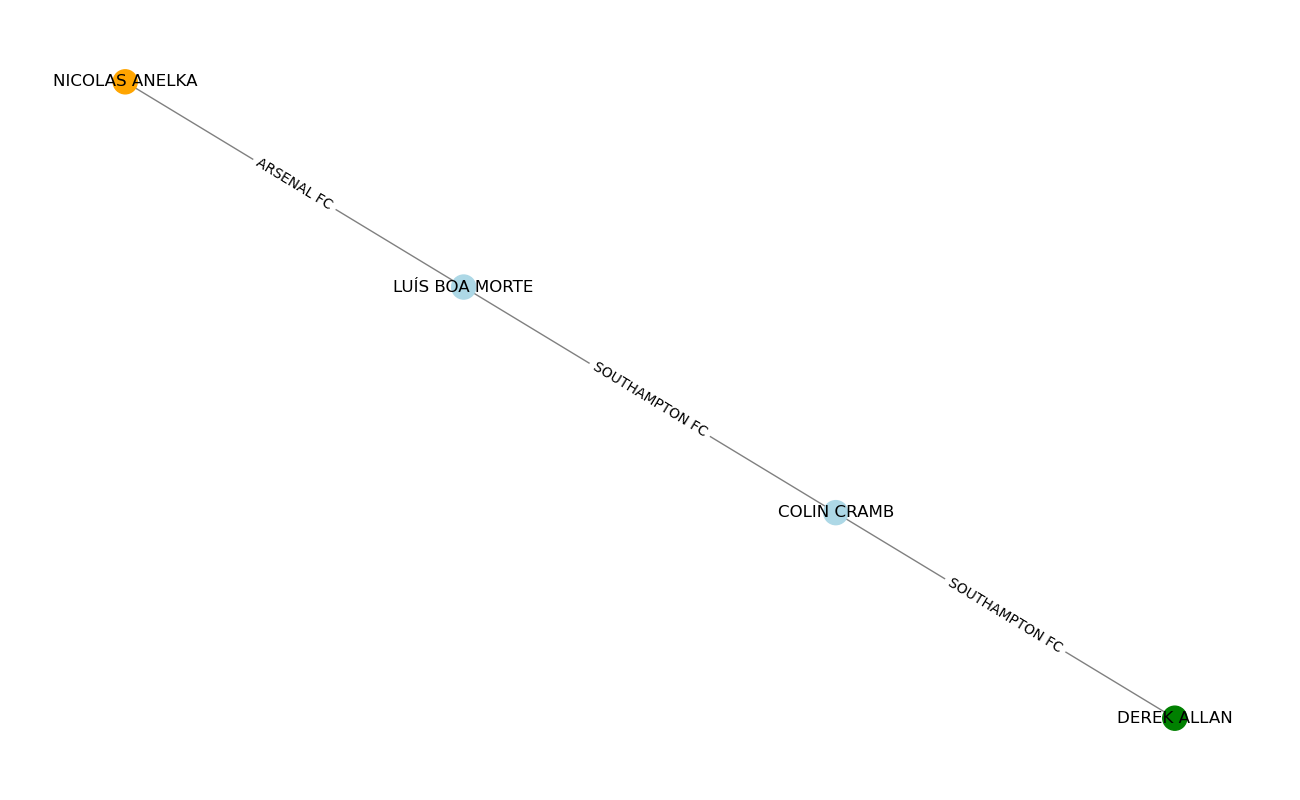 NICOLAS ANELKA
ARSENAL FC
LUÍS BOA MORTE
SOUTHAMPTON FC
COLIN CRAMB
SOUTHAMPTON FC
DEREK ALLAN